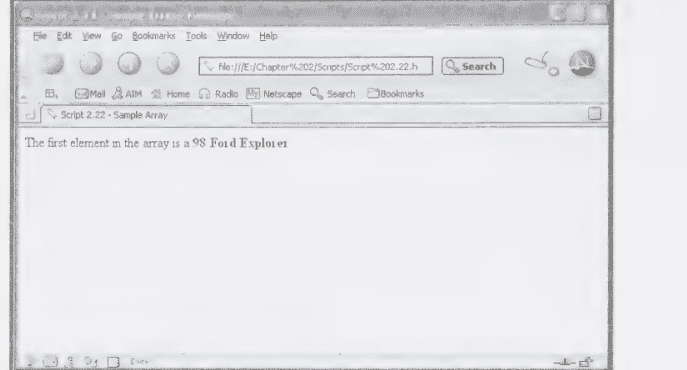 File Edit View Go Bookmarks Tools Window Help
file:///E:/Chapter%202/Scripts/Script%202.22.h Search
Mail AIM Home Radio My Netscape Search Bookmarks
Script 2.22 - Sample Array
The first element in the array is a 98 Ford Explorer